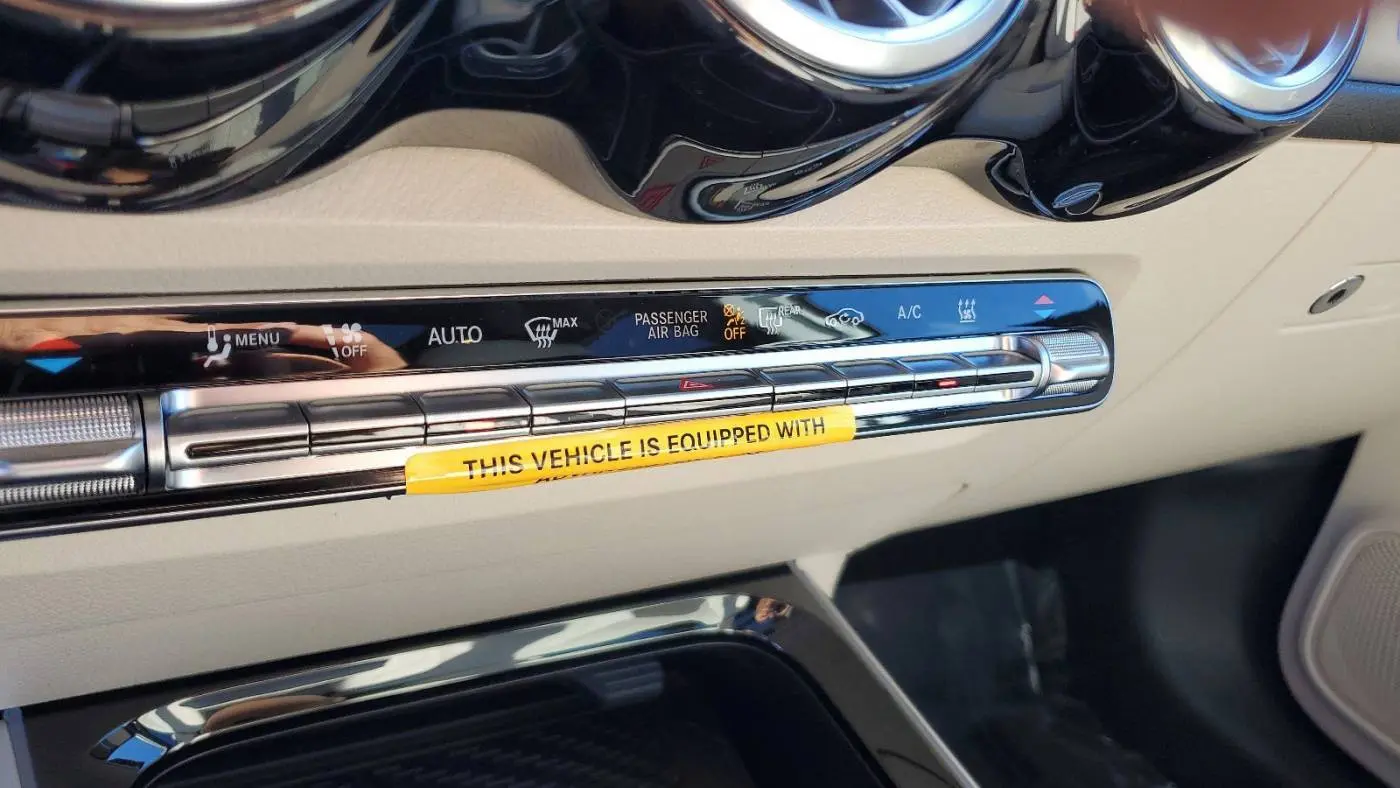 MENU
OFF
AUTO
MAX
PASSENGER
AIR BAG
OFF
REAR
A/C
THIS VEHICLE IS EQUIPPED WITH